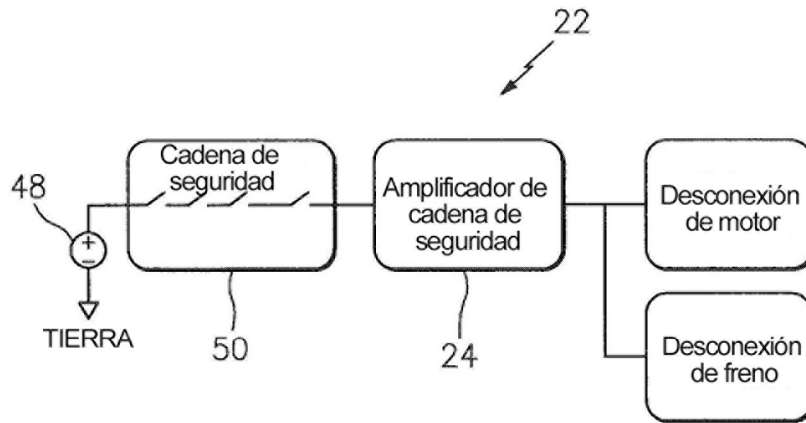 22
Cadena de
seguridad
48
+
−
TIERRA
50
Amplificador de
cadena de
seguridad
24
Desconexión
de motor
Desconexión
de freno